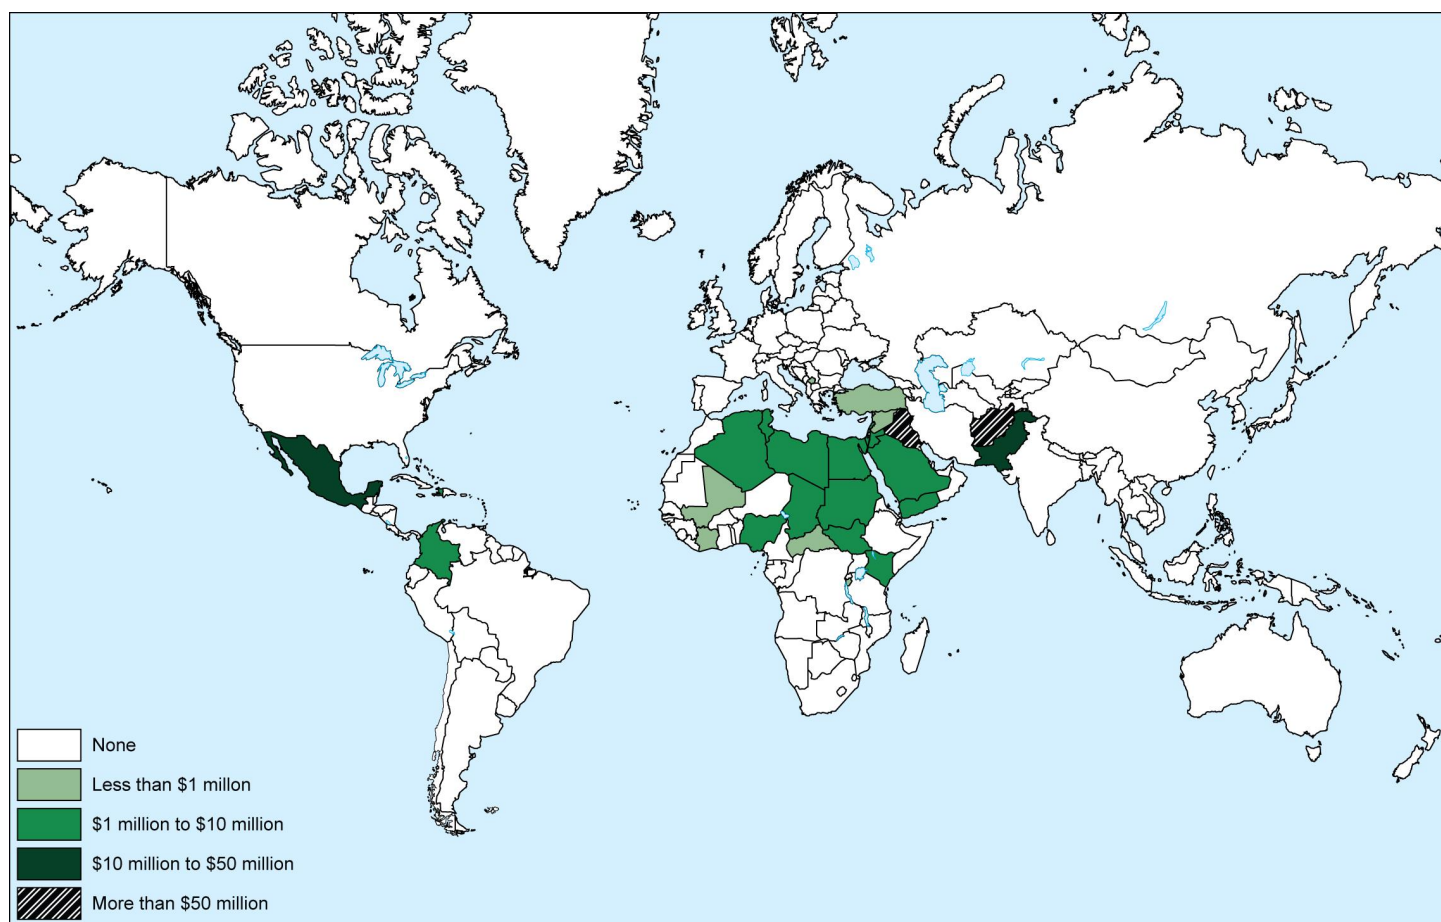 None
Less than $1 millon
$1 million to $10 million
$10 million to $50 million
More than $50 million